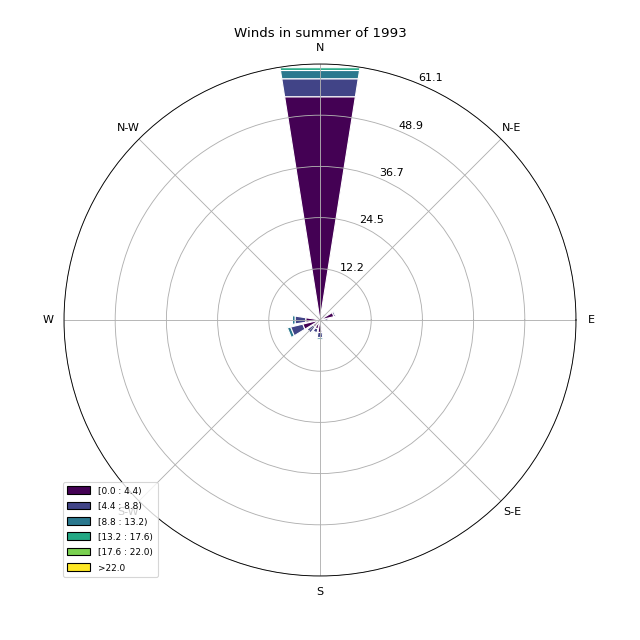 Winds in summer of 1993
N
61.1
N-W
48.9
N-E
36.7
24.5
12.2
W
E
[0.0 : 4.4)
[4.4 : 8.8)
S-W
S-E
[8.8 : 13.2)
[13.2 : 17.6)
[17.6 : 22.0)
>22.0
S